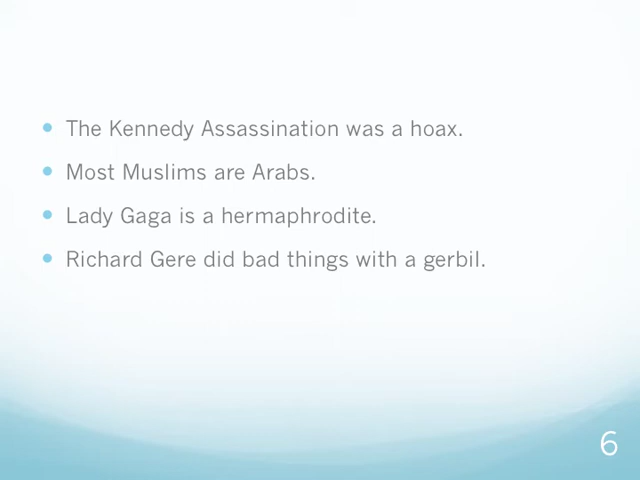 • The Kennedy Assassination was a hoax.
• Most Muslims are Arabs.
• Lady Gaga is a hermaphrodite.
• Richard Gere did bad things with a gerbil.
6